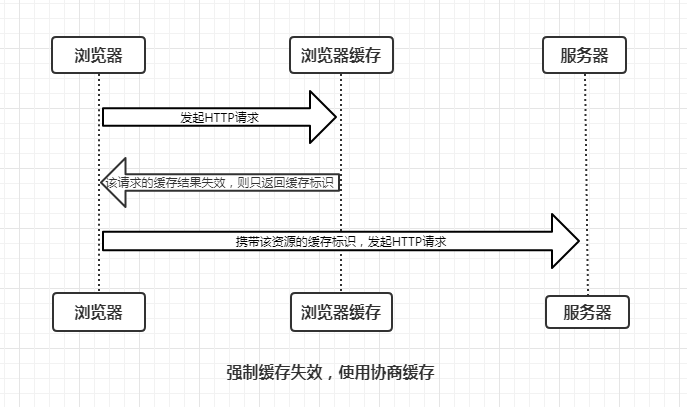 浏览器
浏览器缓存
服务器
发起HTTP请求
该请求的缓存结果失效，则只返回缓存标识
携带该资源的缓存标识，发起HTTP请求
浏览器
浏览器缓存
服务器
强制缓存失效，使用协商缓存